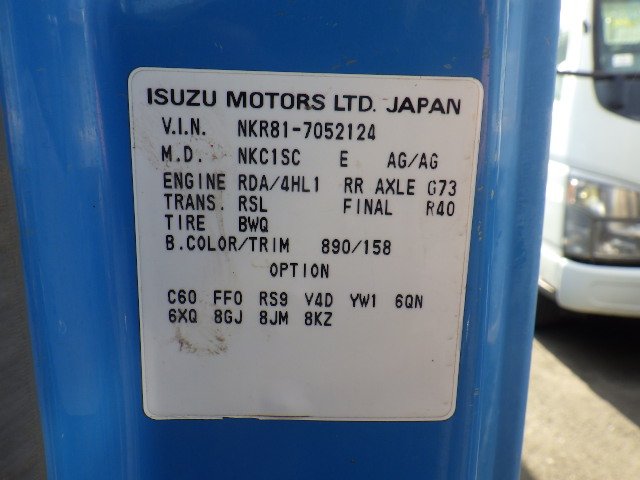 ISUZU MOTORS LTD. JAPAN
V.I.N. NKR81-7052124
M.D. NKC1SC E AG/AG
ENGINE RDA/4HL1 RR AXLE G73
TRANS. RSL FINAL R40
TIRE BWQ
B.COLOR/TRIM 890/158
OPTION
C60 FF0 RS9 V4D YW1 6QN
6XQ 8GJ 8JM 8KZ